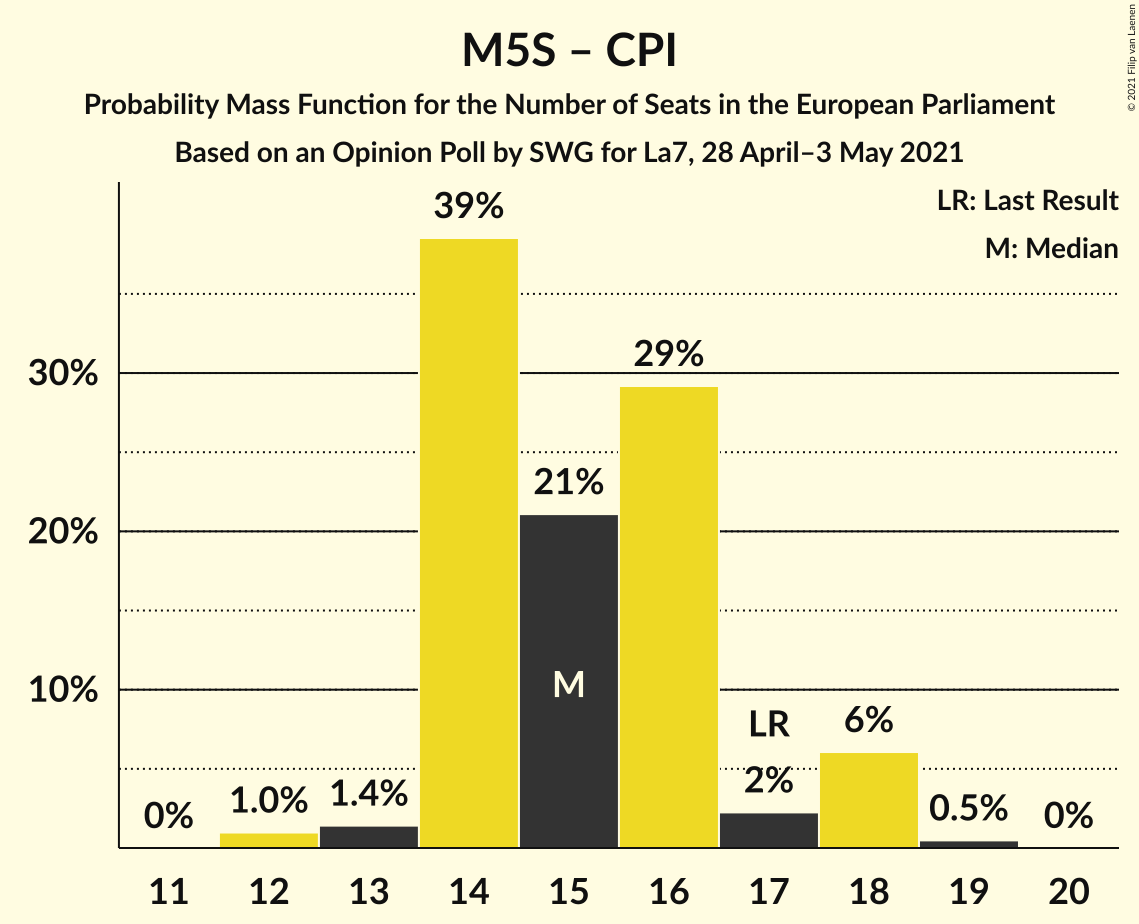 M5S – CPI
Probability Mass Function for the Number of Seats in the European Parliament
Based on an Opinion Poll by SWG for La7, 28 April–3 May 2021
© 2021 Filip van Laenen
LR: Last Result
M: Median
39%
30%
29%
21%
20%
M
10%
LR
6%
2%
1.4%
1.0%
0.5%
0%
0%
11 12 13 14 15 16 17 18 19 20